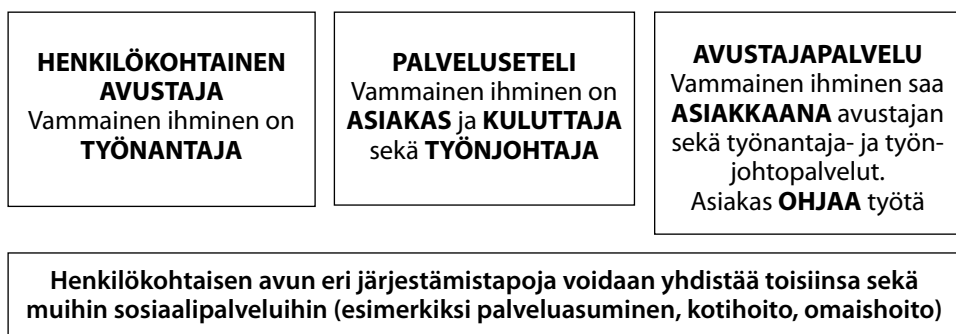 HENKILÖKOHTAINEN
AVUSTAJA
Vammainen ihminen on
TYÖNANTAJA
PALVELUSETELI
Vammainen ihminen on
ASIAKAS ja KULUTTAJA
sekä TYÖNJOHTAJA
AVUSTAJAPALVELU
Vammainen ihminen saa
ASIAKKAANA avustajan
sekä työnantaja- ja työn-
johtopalvelut.
Asiakas OHJAA työtä
Henkilökohtaisen avun eri järjestämistapoja voidaan yhdistää toisiinsa sekä
muihin sosiaalipalveluihin (esimerkiksi palveluasuminen, kotihoito, omaishoito)